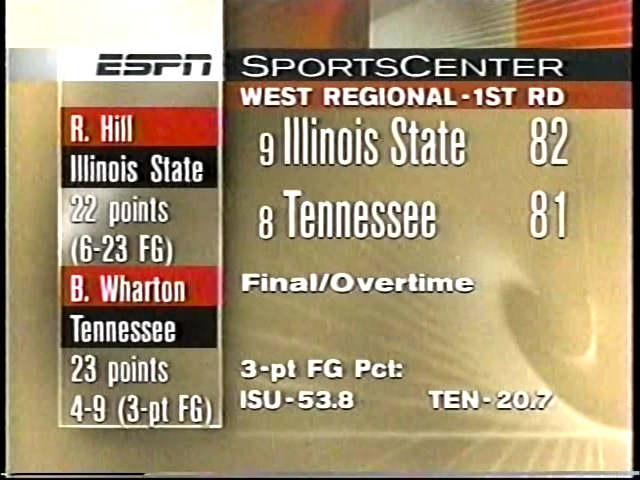 ESPN SPORTSCENTER
WEST REGIONAL-1ST RD
9 Illinois State 82
8 Tennessee 81
Final/Overtime
3-pt FG Pct:
ISU-53.8 TEN-20.7
R. Hill
Illinois State
22 points
(6-23 FG)
B. Wharton
Tennessee
23 points
4-9 (3-pt FG)